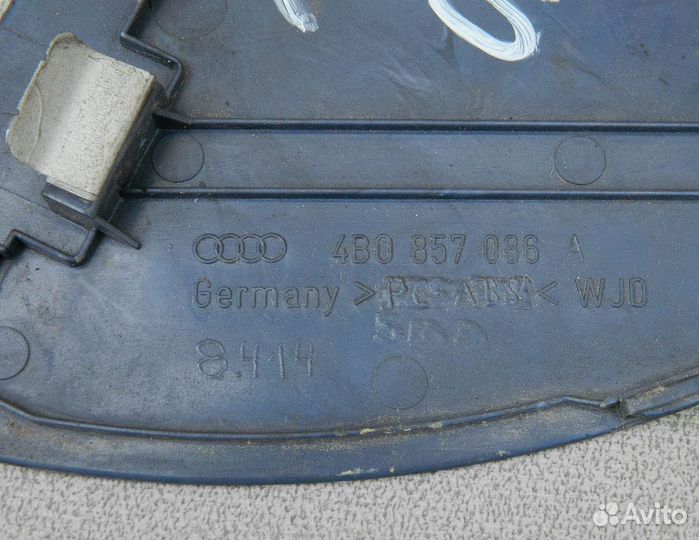 4B0 857 086 A
Germany >PC-ABS< WJD
8.414
Avito